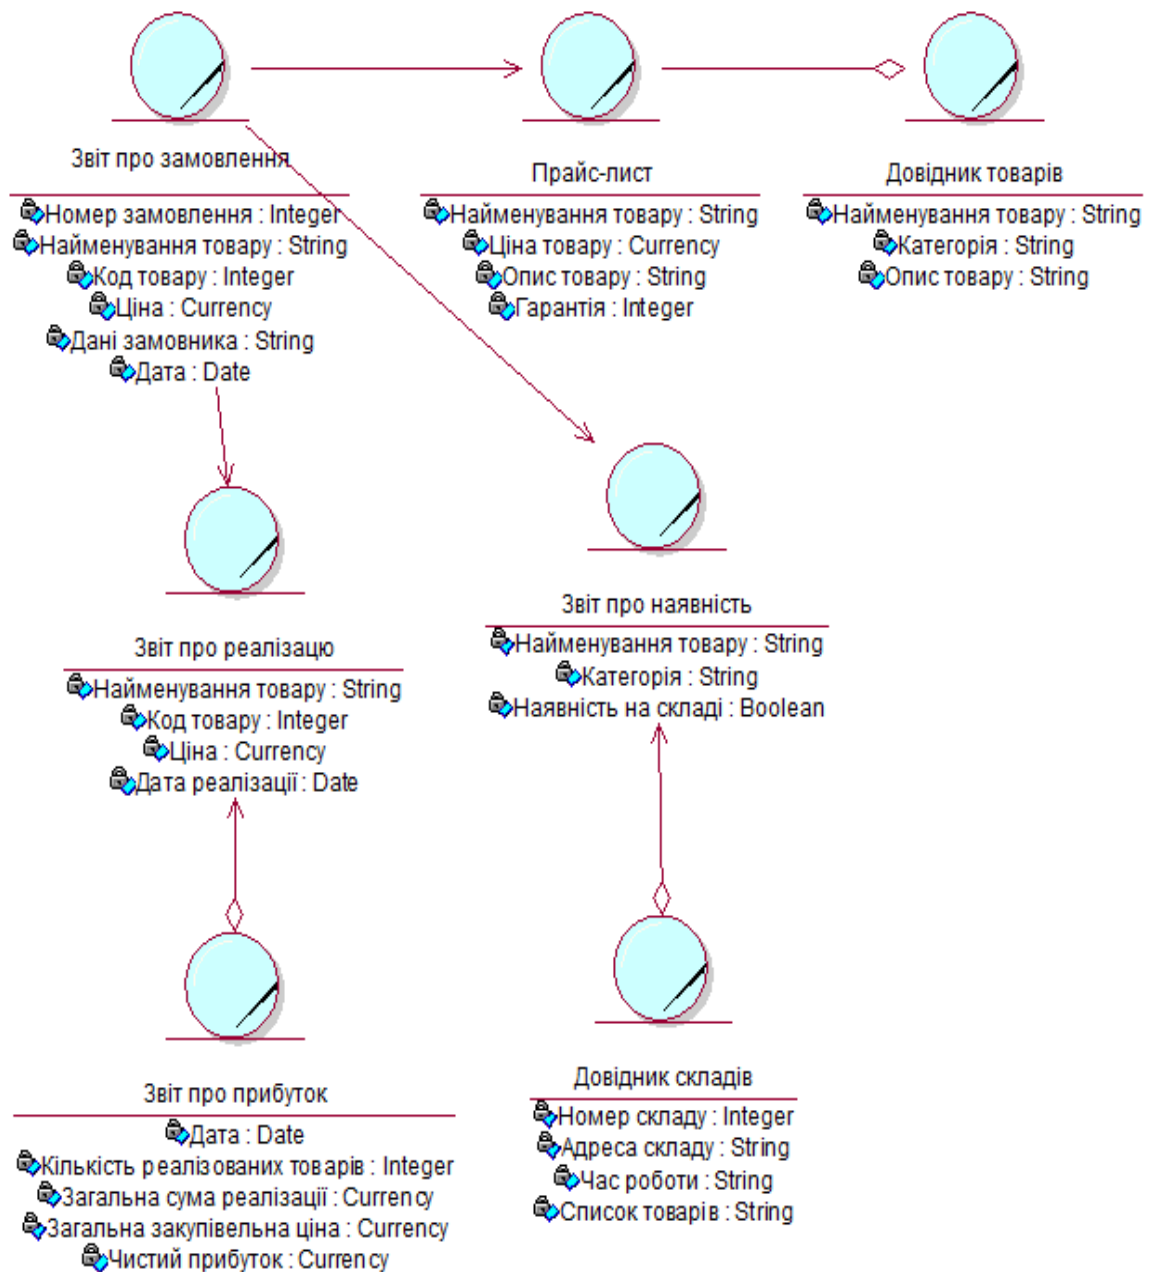 Звіт про замовлення
Номер замовлення : Integer
Найменування товару : String
Код товару : Integer
Ціна : Currency
Дані замовника : String
Дата : Date
Прайс-лист
Найменування товару : String
Ціна товару : Currency
Опис товару : String
Гарантія : Integer
Довідник товарів
Найменування товару : String
Категорія : String
Опис товару : String
Звіт про реалізацю
Найменування товару : String
Код товару : Integer
Ціна : Currency
Дата реалізації : Date
Звіт про наявність
Найменування товару : String
Категорія : String
Наявність на складі : Boolean
Звіт про прибуток
Дата : Date
Кількість реалізованих товарів : Integer
Загальна сума реалізації : Currency
Загальна закупівельна ціна : Currency
Чистий прибуток : Currency
Довідник складів
Номер складу : Integer
Адреса складу : String
Час роботи : String
Список товарів : String